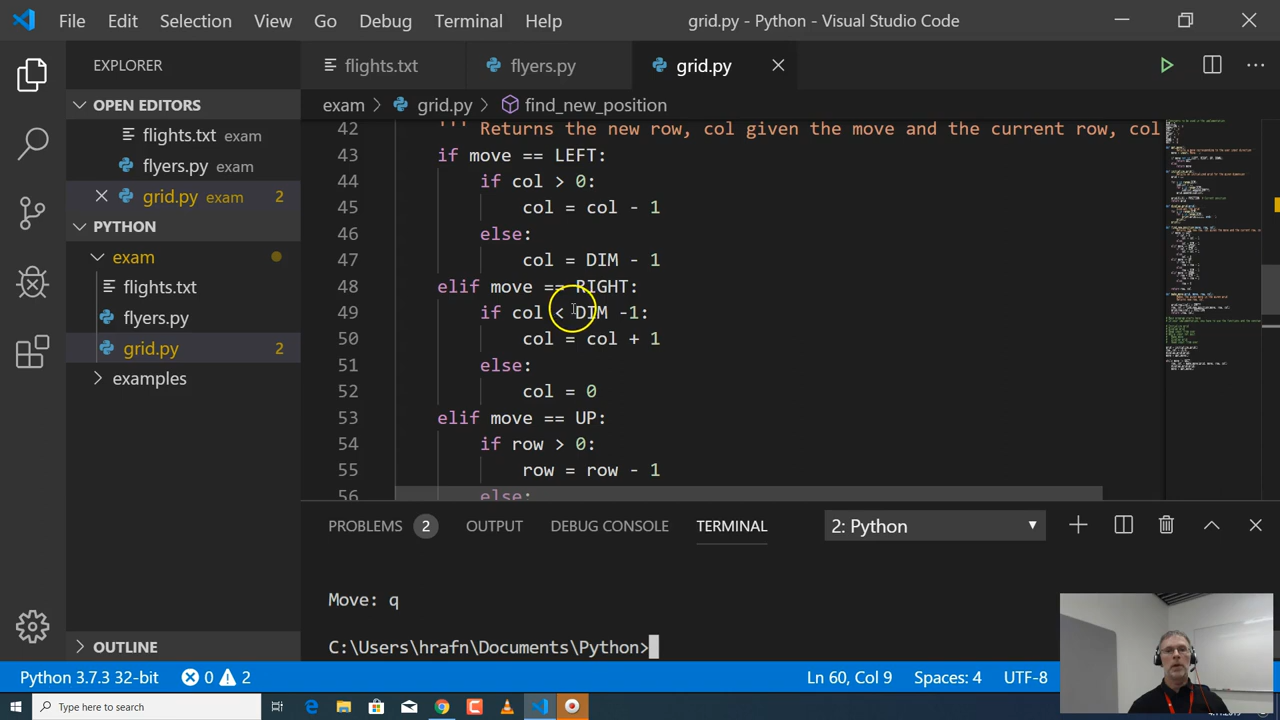 File Edit Selection View Go Debug Terminal Help grid.py - Python - Visual Studio Code
EXPLORER
OPEN EDITORS
flights.txt exam
flyers.py exam
grid.py exam 2
PYTHON
exam
flights.txt
flyers.py
grid.py 2
examples
OUTLINE
flights.txt flyers.py grid.py
exam > grid.py > find_new_position
42 ''' Returns the new row, col given the move and the current row, col
43 if move == LEFT:
44 if col > 0:
45 col = col - 1
46 else:
47 col = DIM - 1
48 elif move == RIGHT:
49 if col < DIM -1:
50 col = col + 1
51 else:
52 col = 0
53 elif move == UP:
54 if row > 0:
55 row = row - 1
56 else:
PROBLEMS 2 OUTPUT DEBUG CONSOLE TERMINAL 2: Python
Move: q
C:\Users\hrafn\Documents\Python>
Python 3.7.3 32-bit 0 2 Ln 60, Col 9 Spaces: 4 UTF-8
Type here to search